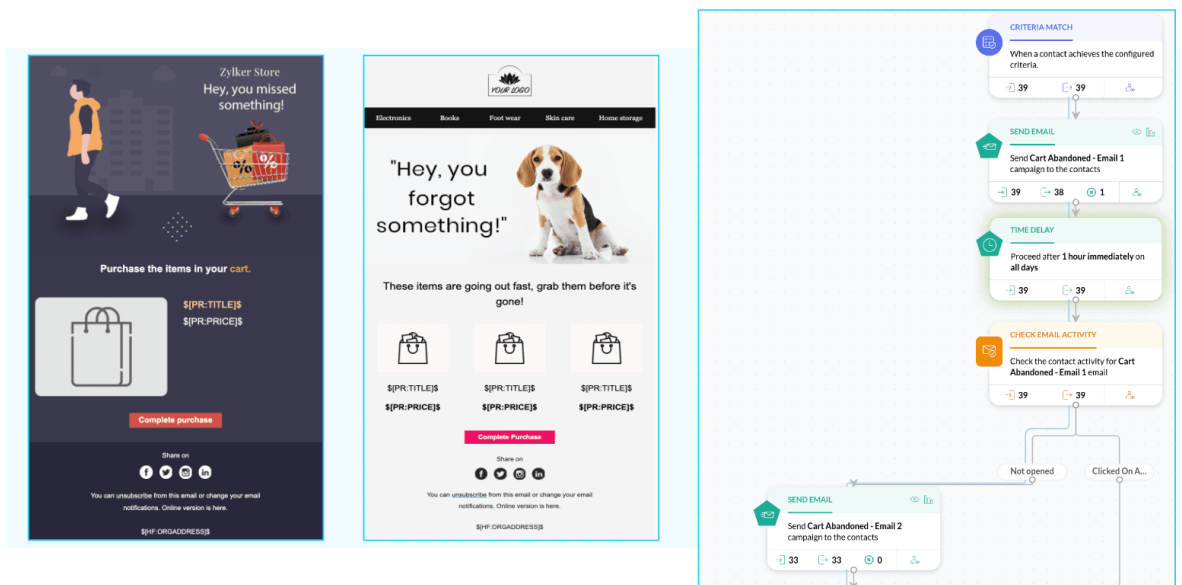 Zylker Store
Hey, you missed
something!
Purchase the items in your cart.
$[PR:TITLE]$
$[PR:PRICE]$
Complete purchase
Share on
You can unsubscribe from this email or change your email
notifications. Online version is here.
$[HF:ORGADDRESS]$
YOUR LOGO
Electronics Books Foot wear Skin care Home storage
"Hey, you
forgot
something!"
These items are going out fast, grab them before it's
gone!
$[PR:TITLE]$ $[PR:TITLE]$ $[PR:TITLE]$
$[PR:PRICE]$ $[PR:PRICE]$ $[PR:PRICE]$
Complete Purchase
Share on
You can unsubscribe from this email or change your email
notifications. Online version is here.
$[HF:ORGADDRESS]$
CRITERIA MATCH
When a contact achieves the configured
criteria.
39 39
SEND EMAIL
Send Cart Abandoned - Email 1
campaign to the contacts
39 38 1
TIME DELAY
Proceed after 1 hour immediately on
all days
39 39
CHECK EMAIL ACTIVITY
Check the contact activity for Cart
Abandoned - Email 1 email
39 39
Not opened Clicked On A...
SEND EMAIL
Send Cart Abandoned - Email 2
campaign to the contacts
33 33 0